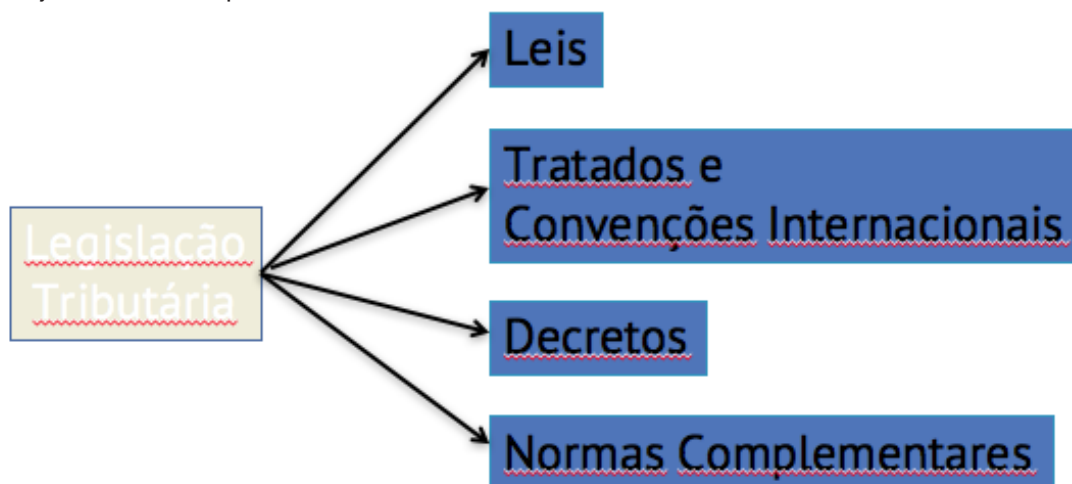 Leis
Tratados e
Convenções Internacionais
Legislação
Tributária
Decretos
Normas Complementares